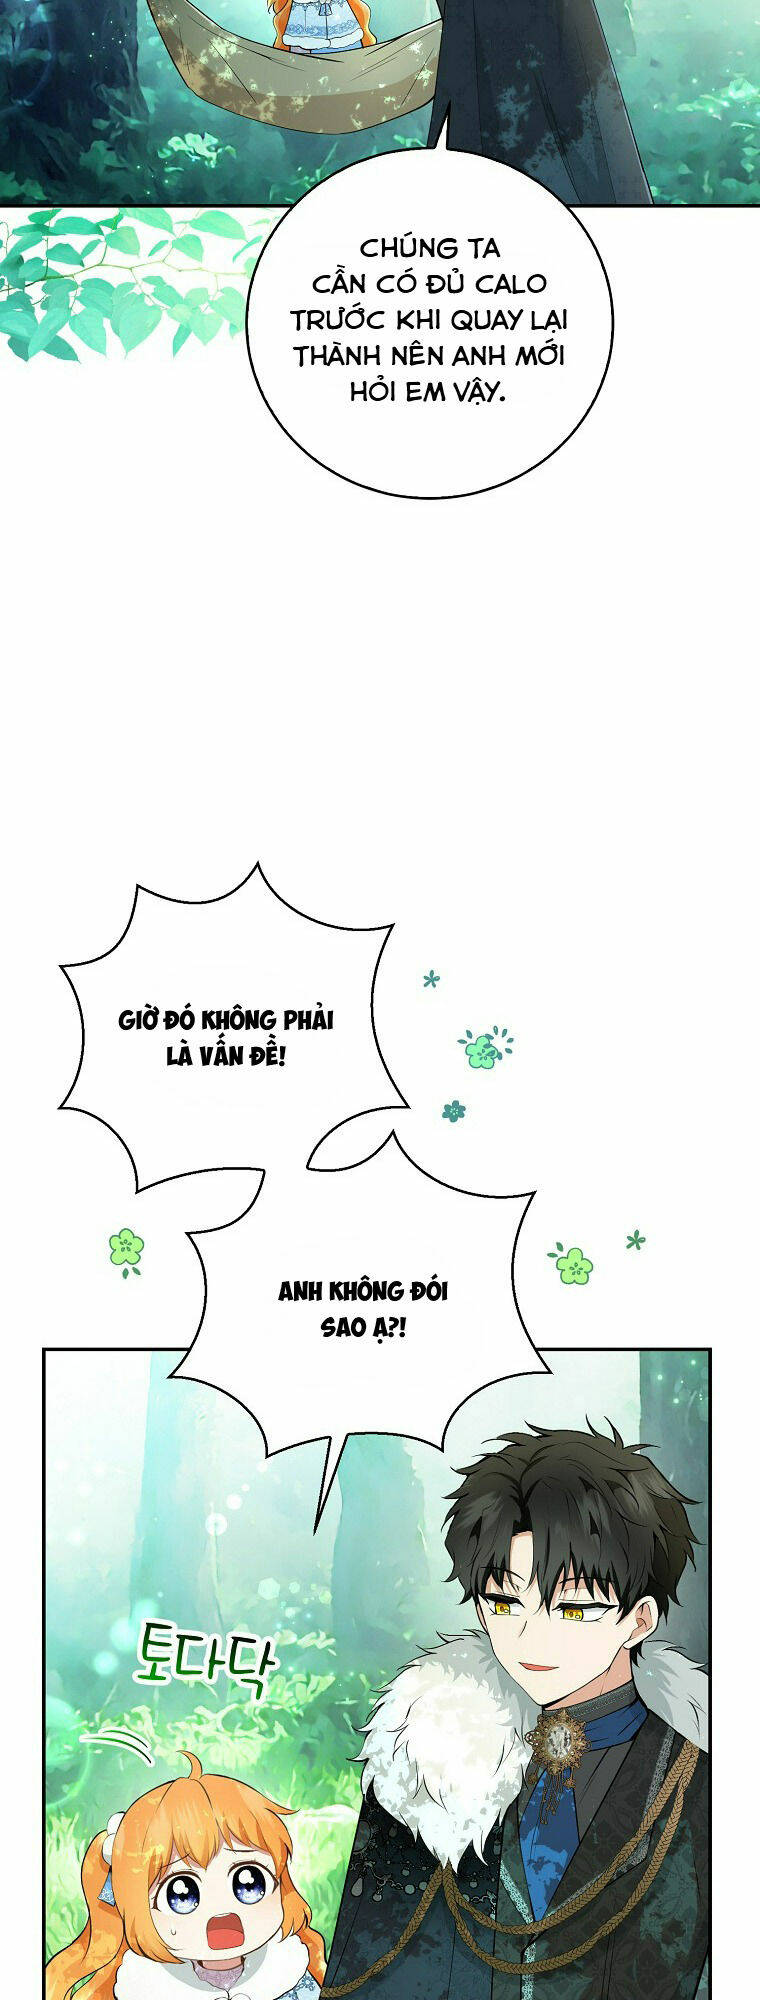 CHÚNG TA
CẦN CÓ ĐỦ CALO
TRƯỚC KHI QUAY LẠI
THÀNH NÊN ANH MỚI
HỎI EM VẬY.
GIỜ ĐÓ KHÔNG PHẢI
LÀ VẤN ĐỀ!
ANH KHÔNG ĐÓI
SAO Ạ?!
토다닥